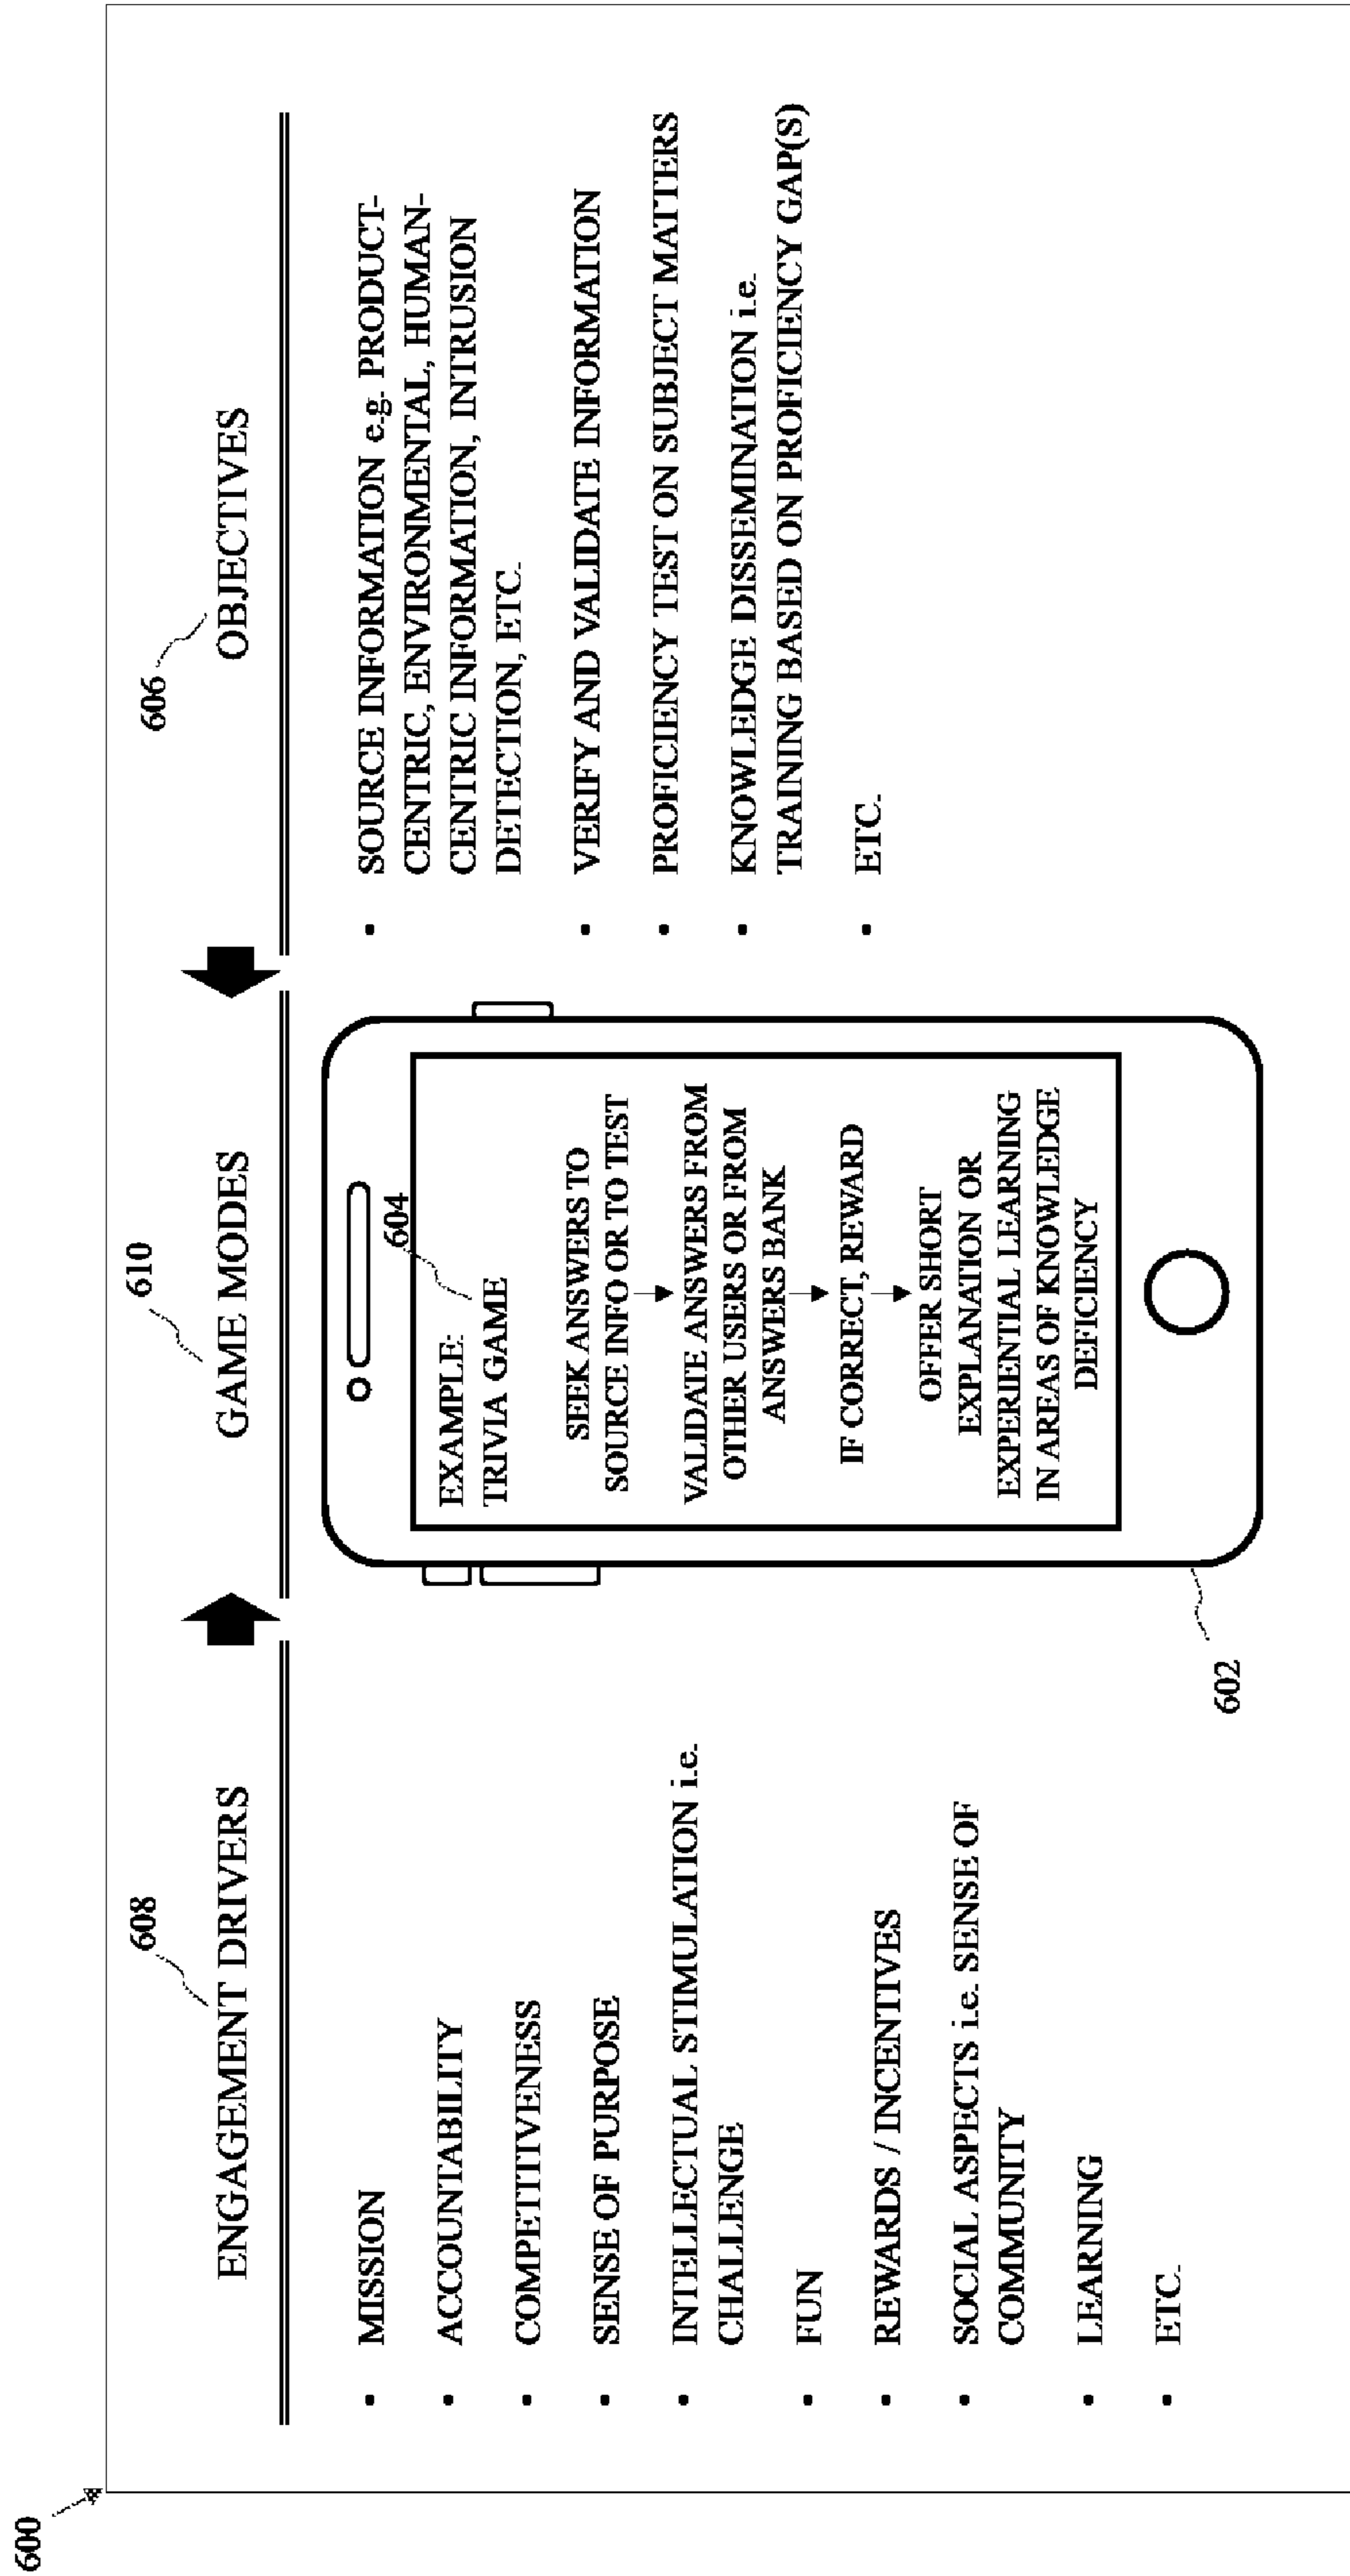 600
608
ENGAGEMENT DRIVERS
• MISSION
• ACCOUNTABILITY
• COMPETITIVENESS
• SENSE OF PURPOSE
• INTELLECTUAL STIMULATION i.e.
CHALLENGE
• FUN
• REWARDS / INCENTIVES
• SOCIAL ASPECTS i.e. SENSE OF
COMMUNITY
• LEARNING
• ETC.
610
GAME MODES
604
EXAMPLE:
TRIVIA GAME
SEEK ANSWERS TO
SOURCE INFO OR TO TEST
VALIDATE ANSWERS FROM
OTHER USERS OR FROM
ANSWERS BANK
IF CORRECT, REWARD
OFFER SHORT
EXPLANATION OR
EXPERIENTIAL LEARNING
IN AREAS OF KNOWLEDGE
DEFICIENCY
602
606
OBJECTIVES
• SOURCE INFORMATION e.g. PRODUCT-
CENTRIC, ENVIRONMENTAL, HUMAN-
CENTRIC INFORMATION, INTRUSION
DETECTION, ETC.
• VERIFY AND VALIDATE INFORMATION
• PROFICIENCY TEST ON SUBJECT MATTERS
• KNOWLEDGE DISSEMINATION i.e.
TRAINING BASED ON PROFICIENCY GAP(S)
• ETC.